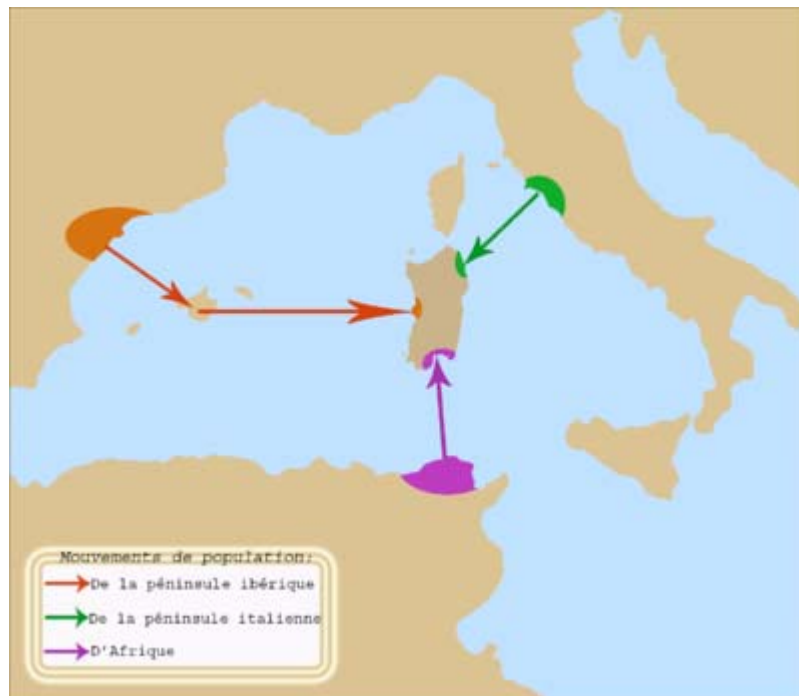 Mouvements de population:
De la péninsule ibérique
De la péninsule italienne
D'Afrique